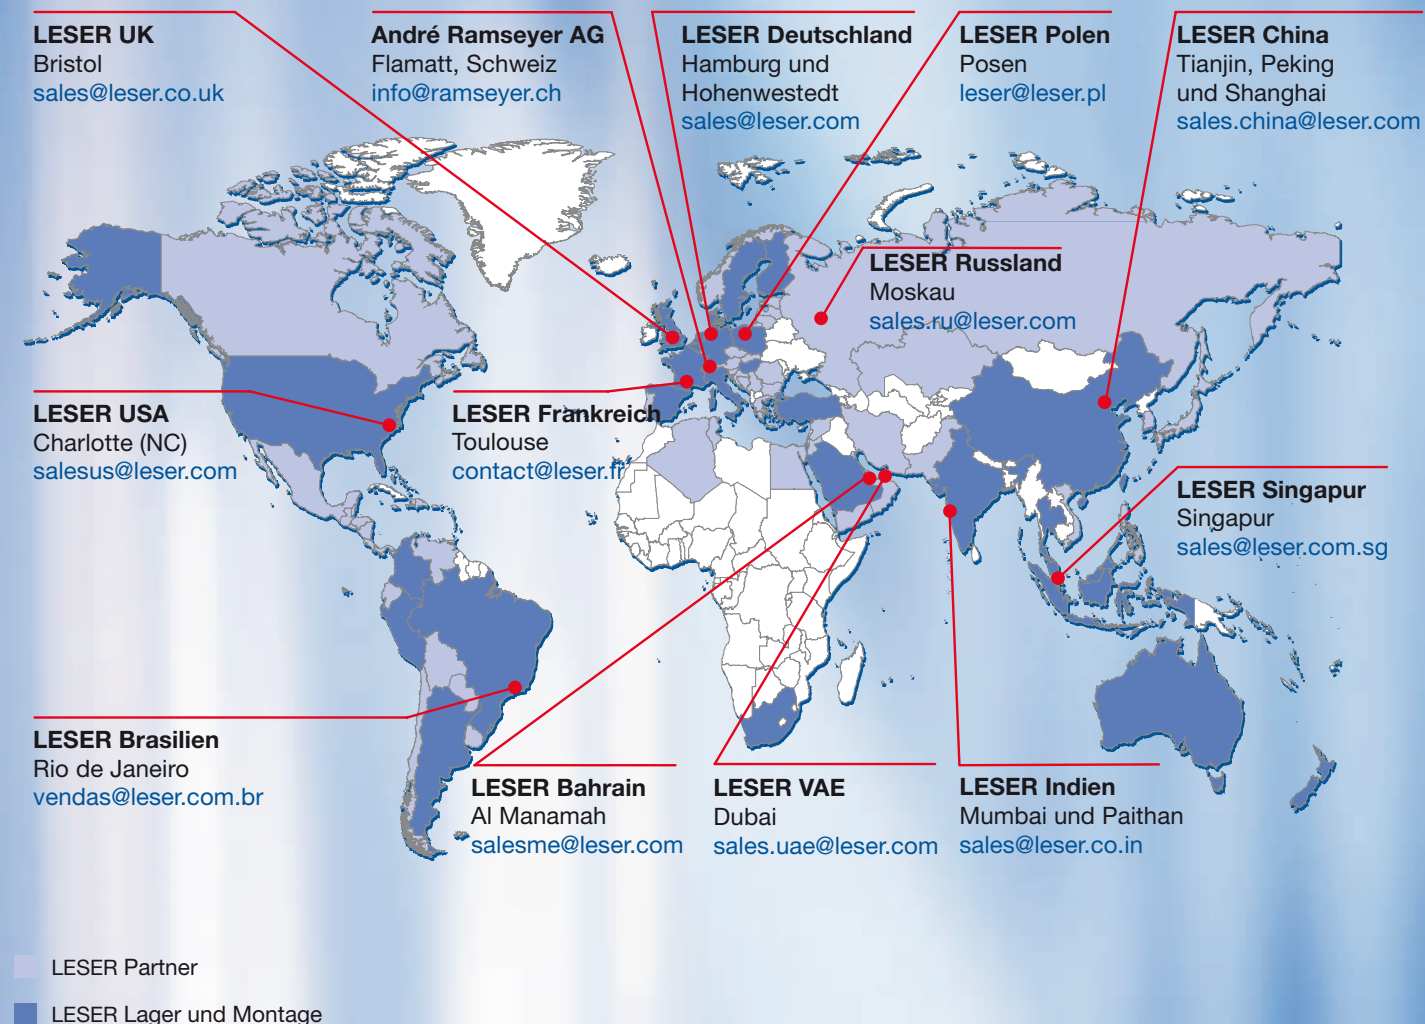 LESER UK
Bristol
sales@leser.co.uk
André Ramseyer AG
Flamatt, Schweiz
info@ramseyer.ch
LESER Deutschland
Hamburg und
Hohenwestedt
sales@leser.com
LESER Polen
Posen
leser@leser.pl
LESER China
Tianjin, Peking
und Shanghai
sales.china@leser.com
LESER Russland
Moskau
sales.ru@leser.com
LESER USA
Charlotte (NC)
salesus@leser.com
LESER Frankreich
Toulouse
contact@leser.fr
LESER Singapur
Singapur
sales@leser.com.sg
LESER Brasilien
Rio de Janeiro
vendas@leser.com.br
LESER Bahrain
Al Manamah
salesme@leser.com
LESER VAE
Dubai
sales.uae@leser.com
LESER Indien
Mumbai und Paithan
sales@leser.co.in
LESER Partner
LESER Lager und Montage